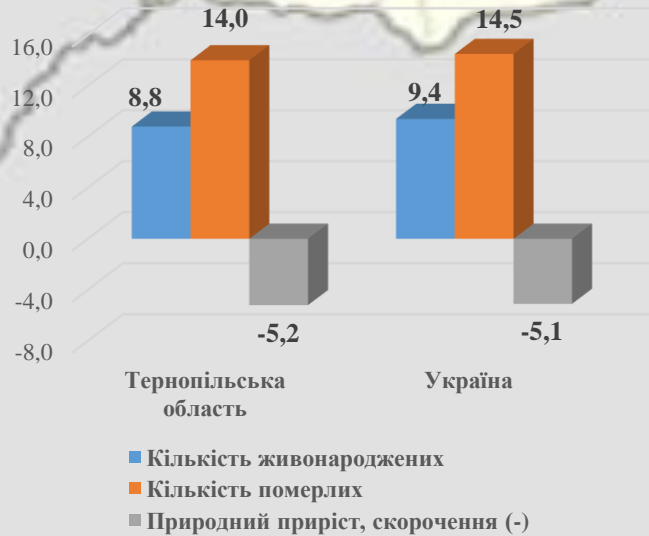 16,0
12,0
8,0
4,0
0,0
-4,0
-8,0
8,8
14,0
-5,2
9,4
14,5
-5,1
Тернопільська
область
Україна
Кількість живонароджених
Кількість померлих
Природний приріст, скорочення (-)